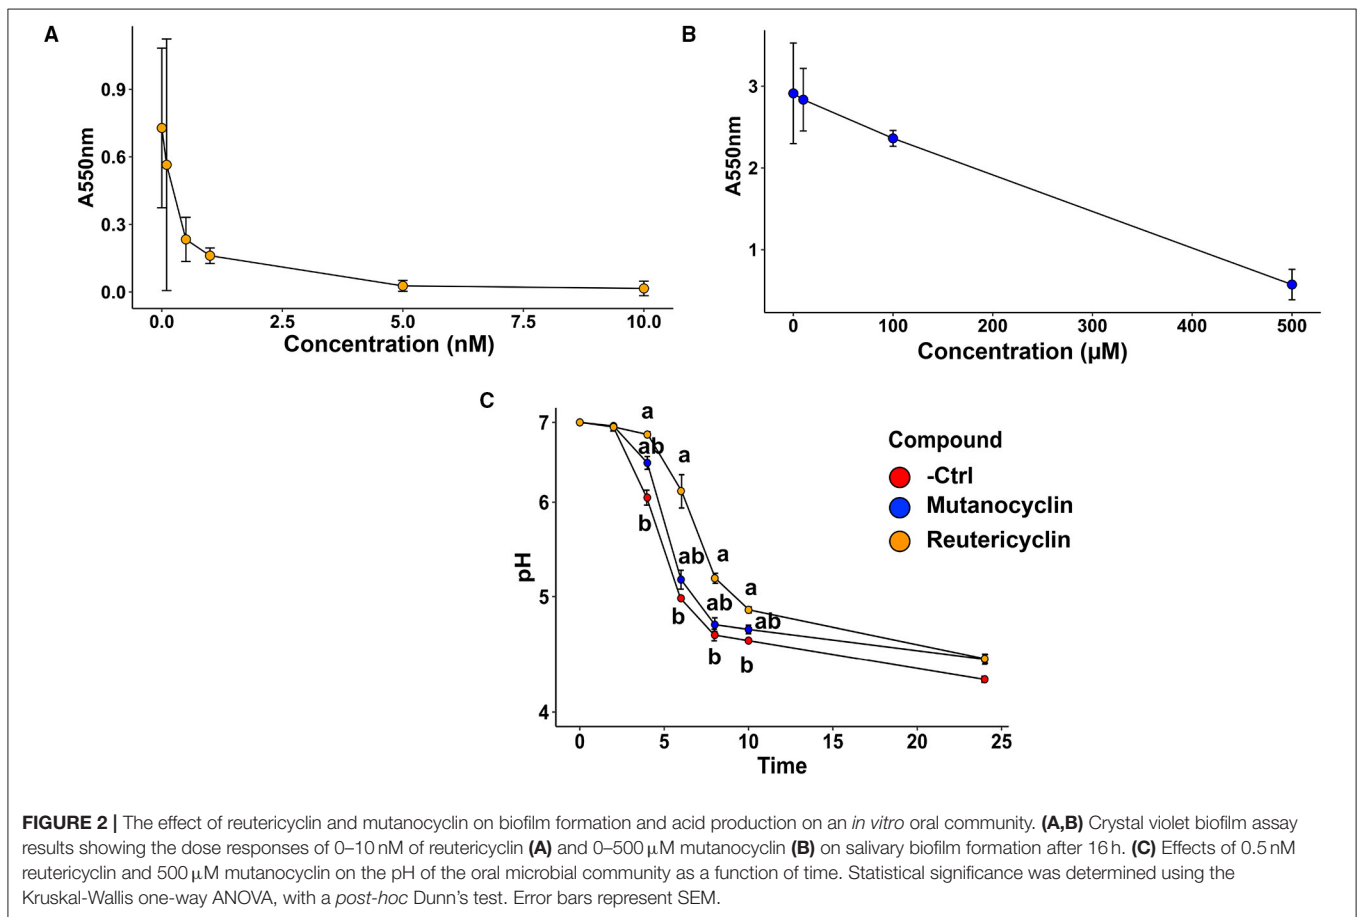 A
A550nm
0.9
0.6
0.3
0.0
0.0 2.5 5.0 7.5 10.0
Concentration (nM)
B
A550nm
3
2
1
0 100 200 300 400 500
Concentration (µM)
C
pH
7
6
5
4
a
ab
a
b
ab
a
b
ab
a
ab
b
b
0 5 10 15 20 25
Time
Compound
-Ctrl
Mutanocyclin
Reutericyclin
FIGURE 2 | The effect of reutericyclin and mutanocyclin on biofilm formation and acid production on an in vitro oral community. (A,B) Crystal violet biofilm assay
results showing the dose responses of 0–10 nM of reutericyclin (A) and 0–500 µM mutanocyclin (B) on salivary biofilm formation after 16 h. (C) Effects of 0.5 nM
reutericyclin and 500 µM mutanocyclin on the pH of the oral microbial community as a function of time. Statistical significance was determined using the
Kruskal-Wallis one-way ANOVA, with a post-hoc Dunn's test. Error bars represent SEM.